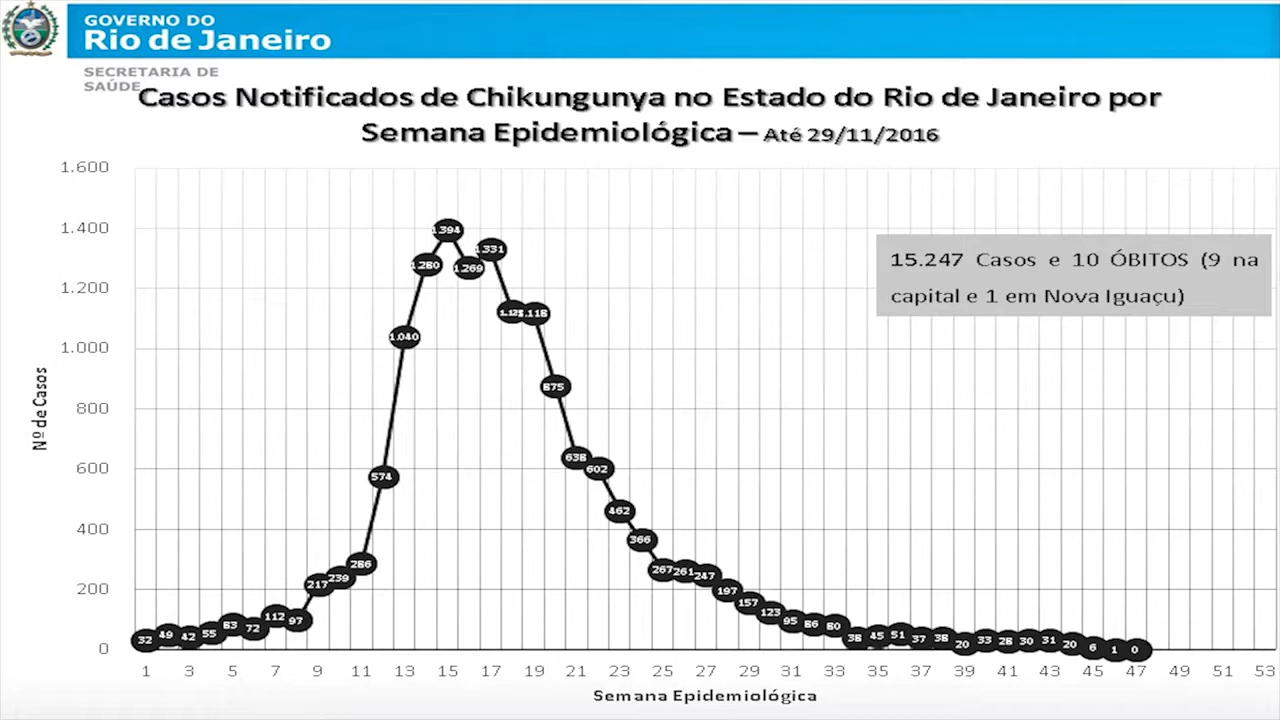 GOVERNO DO
Rio de Janeiro
SECRETARIA DE
SAÚDE
Casos Notificados de Chikungunya no Estado do Rio de Janeiro por
Semana Epidemiológica – Até 29/11/2016
1.600
1.400
1.200
1.000
800
600
400
200
0
Nº de Casos
15.247 Casos e 10 ÓBITOS (9 na
capital e 1 em Nova Iguaçu)
32 49 42 55 83 72 112 97 217 239 286 574 1.040 1.280 1.394 1.269 1.331 1.118 875 638 602 462 366 267 261 247 197 157 123 95 86 80 38 45 51 37 38 20 33 28 30 31 20 6 1 0
1 3 5 7 9 11 13 15 17 19 21 23 25 27 29 31 33 35 37 39 41 43 45 47 49 51 53
Semana Epidemiológica